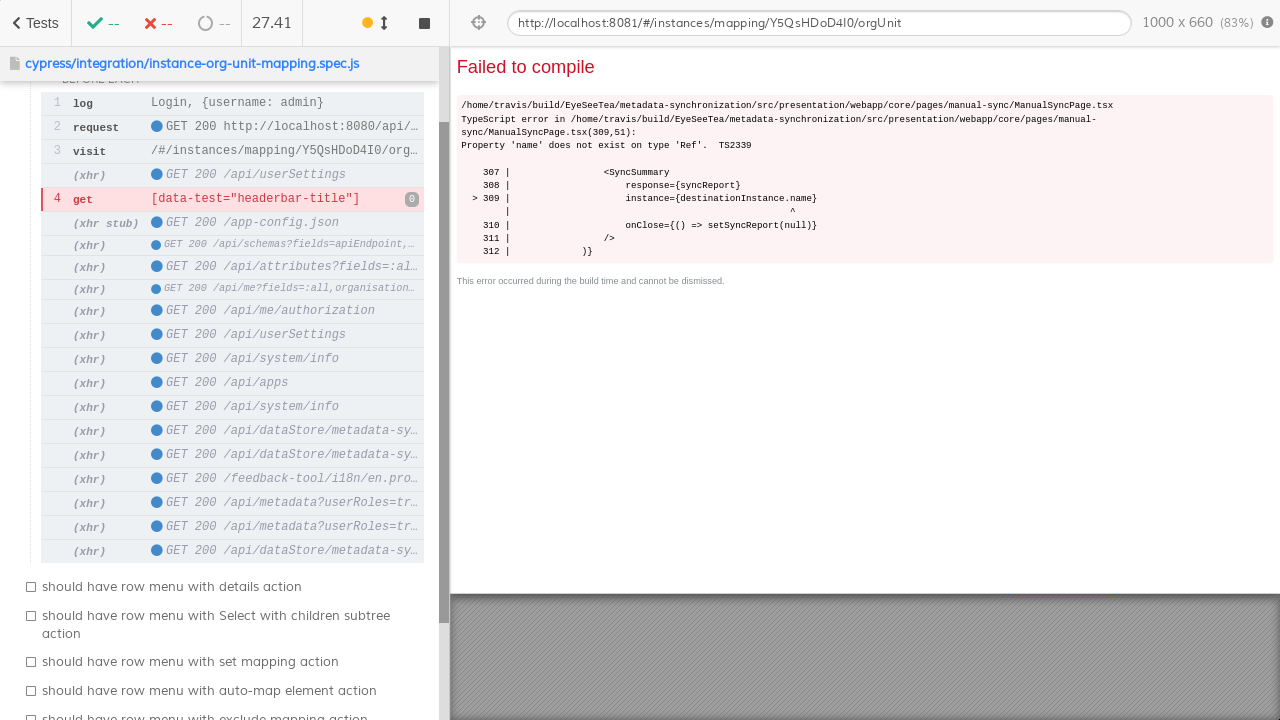 Tests
--
--
--
27.41
cypress/integration/instance-org-unit-mapping.spec.js
1 log Login, {username: admin}
2 request GET 200 http://localhost:8080/api/…
3 visit /#/instances/mapping/Y5QsHDoD4I0/org…
(xhr) GET 200 /api/userSettings
4 get [data-test="headerbar-title"] 0
(xhr stub) GET 200 /app-config.json
(xhr) GET 200 /api/schemas?fields=apiEndpoint,…
(xhr) GET 200 /api/attributes?fields=:al…
(xhr) GET 200 /api/me?fields=:all,organisation…
(xhr) GET 200 /api/me/authorization
(xhr) GET 200 /api/userSettings
(xhr) GET 200 /api/system/info
(xhr) GET 200 /api/apps
(xhr) GET 200 /api/system/info
(xhr) GET 200 /api/dataStore/metadata-sy…
(xhr) GET 200 /api/dataStore/metadata-sy…
(xhr) GET 200 /feedback-tool/i18n/en.pro…
(xhr) GET 200 /api/metadata?userRoles=tr…
(xhr) GET 200 /api/metadata?userRoles=tr…
(xhr) GET 200 /api/dataStore/metadata-sy…
should have row menu with details action
should have row menu with Select with children subtree
action
should have row menu with set mapping action
should have row menu with auto-map element action
should have row menu with exclude mapping action
http://localhost:8081/#/instances/mapping/Y5QsHDoD4I0/orgUnit
1000 x 660 (83%)
Failed to compile
/home/travis/build/EyeSeeTea/metadata-synchronization/src/presentation/webapp/core/pages/manual-sync/ManualSyncPage.tsx
TypeScript error in /home/travis/build/EyeSeeTea/metadata-synchronization/src/presentation/webapp/core/pages/manual-
sync/ManualSyncPage.tsx(309,51):
Property 'name' does not exist on type 'Ref'.  TS2339
307 | <SyncSummary
308 | response={syncReport}
> 309 | instance={destinationInstance.name}
| ^
310 | onClose={() => setSyncReport(null)}
311 | />
312 | )}
This error occurred during the build time and cannot be dismissed.